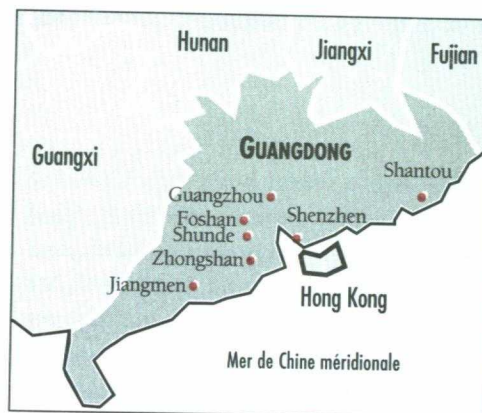 Hunan
Jiangxi
Fujian
Guangxi
GUANGDONG
Shantou
Guangzhou
Foshan
Shenzhen
Shunde
Zhongshan
Jiangmen
Hong Kong
Mer de Chine méridionale